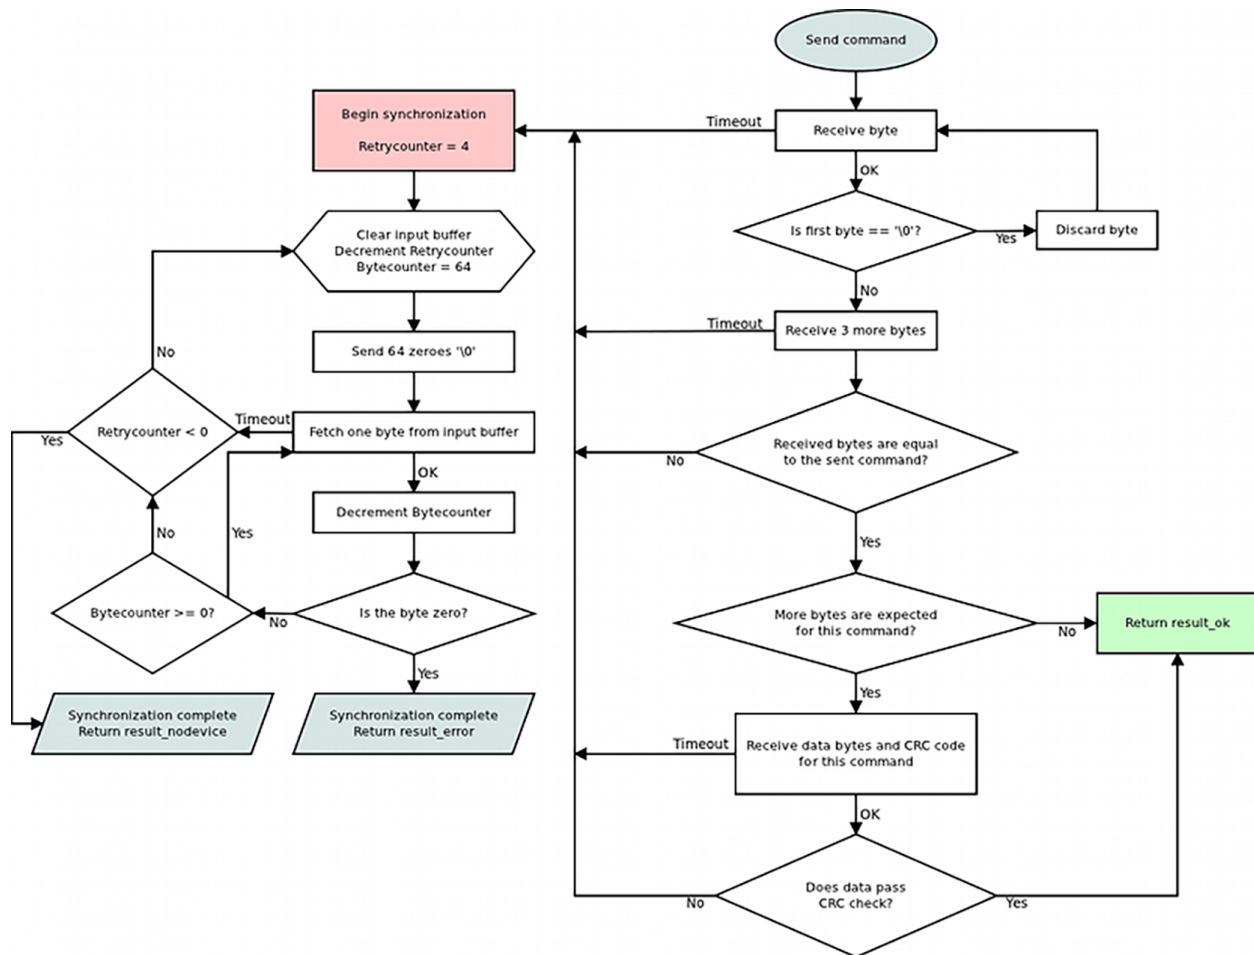 Send command
Begin synchronization
Retrycounter = 4
Timeout
Receive byte
OK
Is first byte == '\0'?
Yes
Discard byte
No
Clear input buffer
Decrement Retrycounter
Bytecounter = 64
Timeout
Receive 3 more bytes
Send 64 zeroes '\0'
No
Retrycounter < 0
Yes
Timeout
Fetch one byte from input buffer
OK
Received bytes are equal
to the sent command?
No
Yes
Decrement Bytecounter
No
Yes
Bytecounter >= 0?
No
Is the byte zero?
Yes
More bytes are expected
for this command?
No
Return result_ok
Yes
Synchronization complete
Return result_nodevice
Synchronization complete
Return result_error
Timeout
Receive data bytes and CRC code
for this command
OK
Does data pass
CRC check?
No
Yes